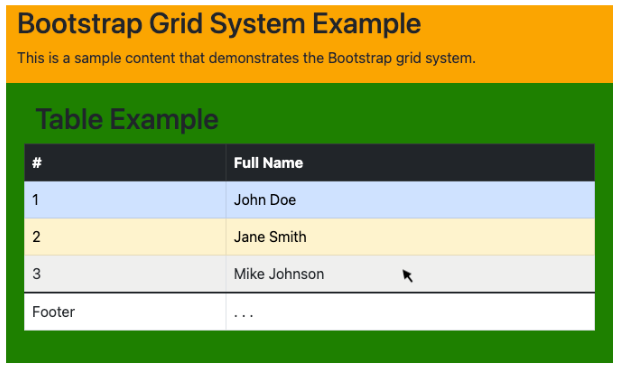 Bootstrap Grid System Example
This is a sample content that demonstrates the Bootstrap grid system.
Table Example
# Full Name
1 John Doe
2 Jane Smith
3 Mike Johnson
Footer . . .